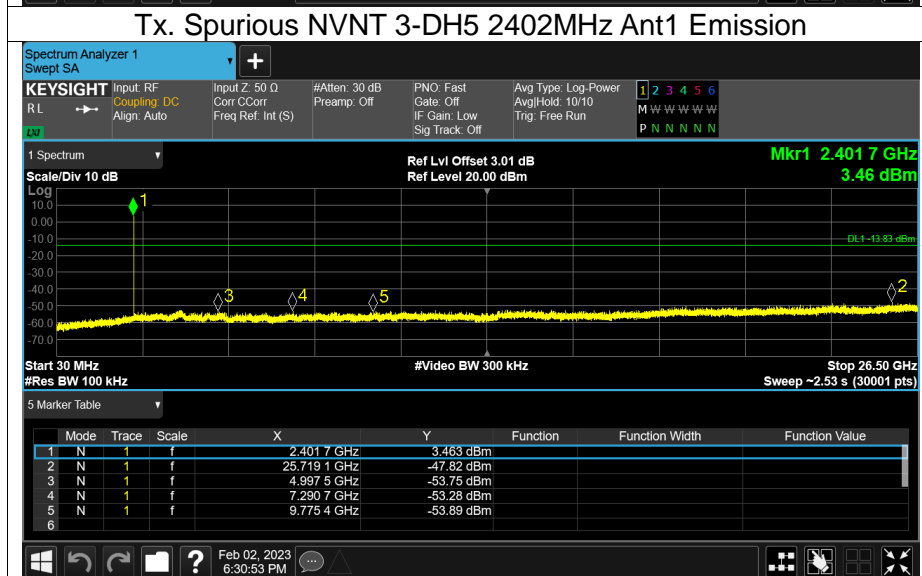 Tx. Spurious NVNT 3-DH5 2402MHz Ant1 Emission
Spectrum Analyzer 1
Swept SA
+
KEYSIGHT Input: RF Input Z: 50 Ω #Atten: 30 dB PNO: Fast Avg Type: Log-Power 1 2 3 4 5 6
RL Coupling: DC Corr CCorr Preamp: Off Gate: Off Avg|Hold: 10/10 M W W W W W
Align: Auto Freq Ref: Int (S) IF Gain: Low Trig: Free Run
LXI Sig Track: Off P N N N N N
1 Spectrum Ref Lvl Offset 3.01 dB Mkr1 2.401 7 GHz
Scale/Div 10 dB Ref Level 20.00 dBm 3.46 dBm
Log
1
10.0
0.00
-10.0 DL1 -13.83 dBm
-20.0
-30.0
-40.0 3 4 5 2
-50.0
-60.0
-70.0
Start 30 MHz #Video BW 300 kHz Stop 26.50 GHz
#Res BW 100 kHz Sweep ~2.53 s (30001 pts)
5 Marker Table
Mode Trace Scale X Y Function Function Width Function Value
1 N 1 f 2.401 7 GHz 3.463 dBm
2 N 1 f 25.719 1 GHz -47.82 dBm
3 N 1 f 4.997 5 GHz -53.75 dBm
4 N 1 f 7.290 7 GHz -53.28 dBm
5 N 1 f 9.775 4 GHz -53.89 dBm
6
? Feb 02, 2023
6:30:53 PM